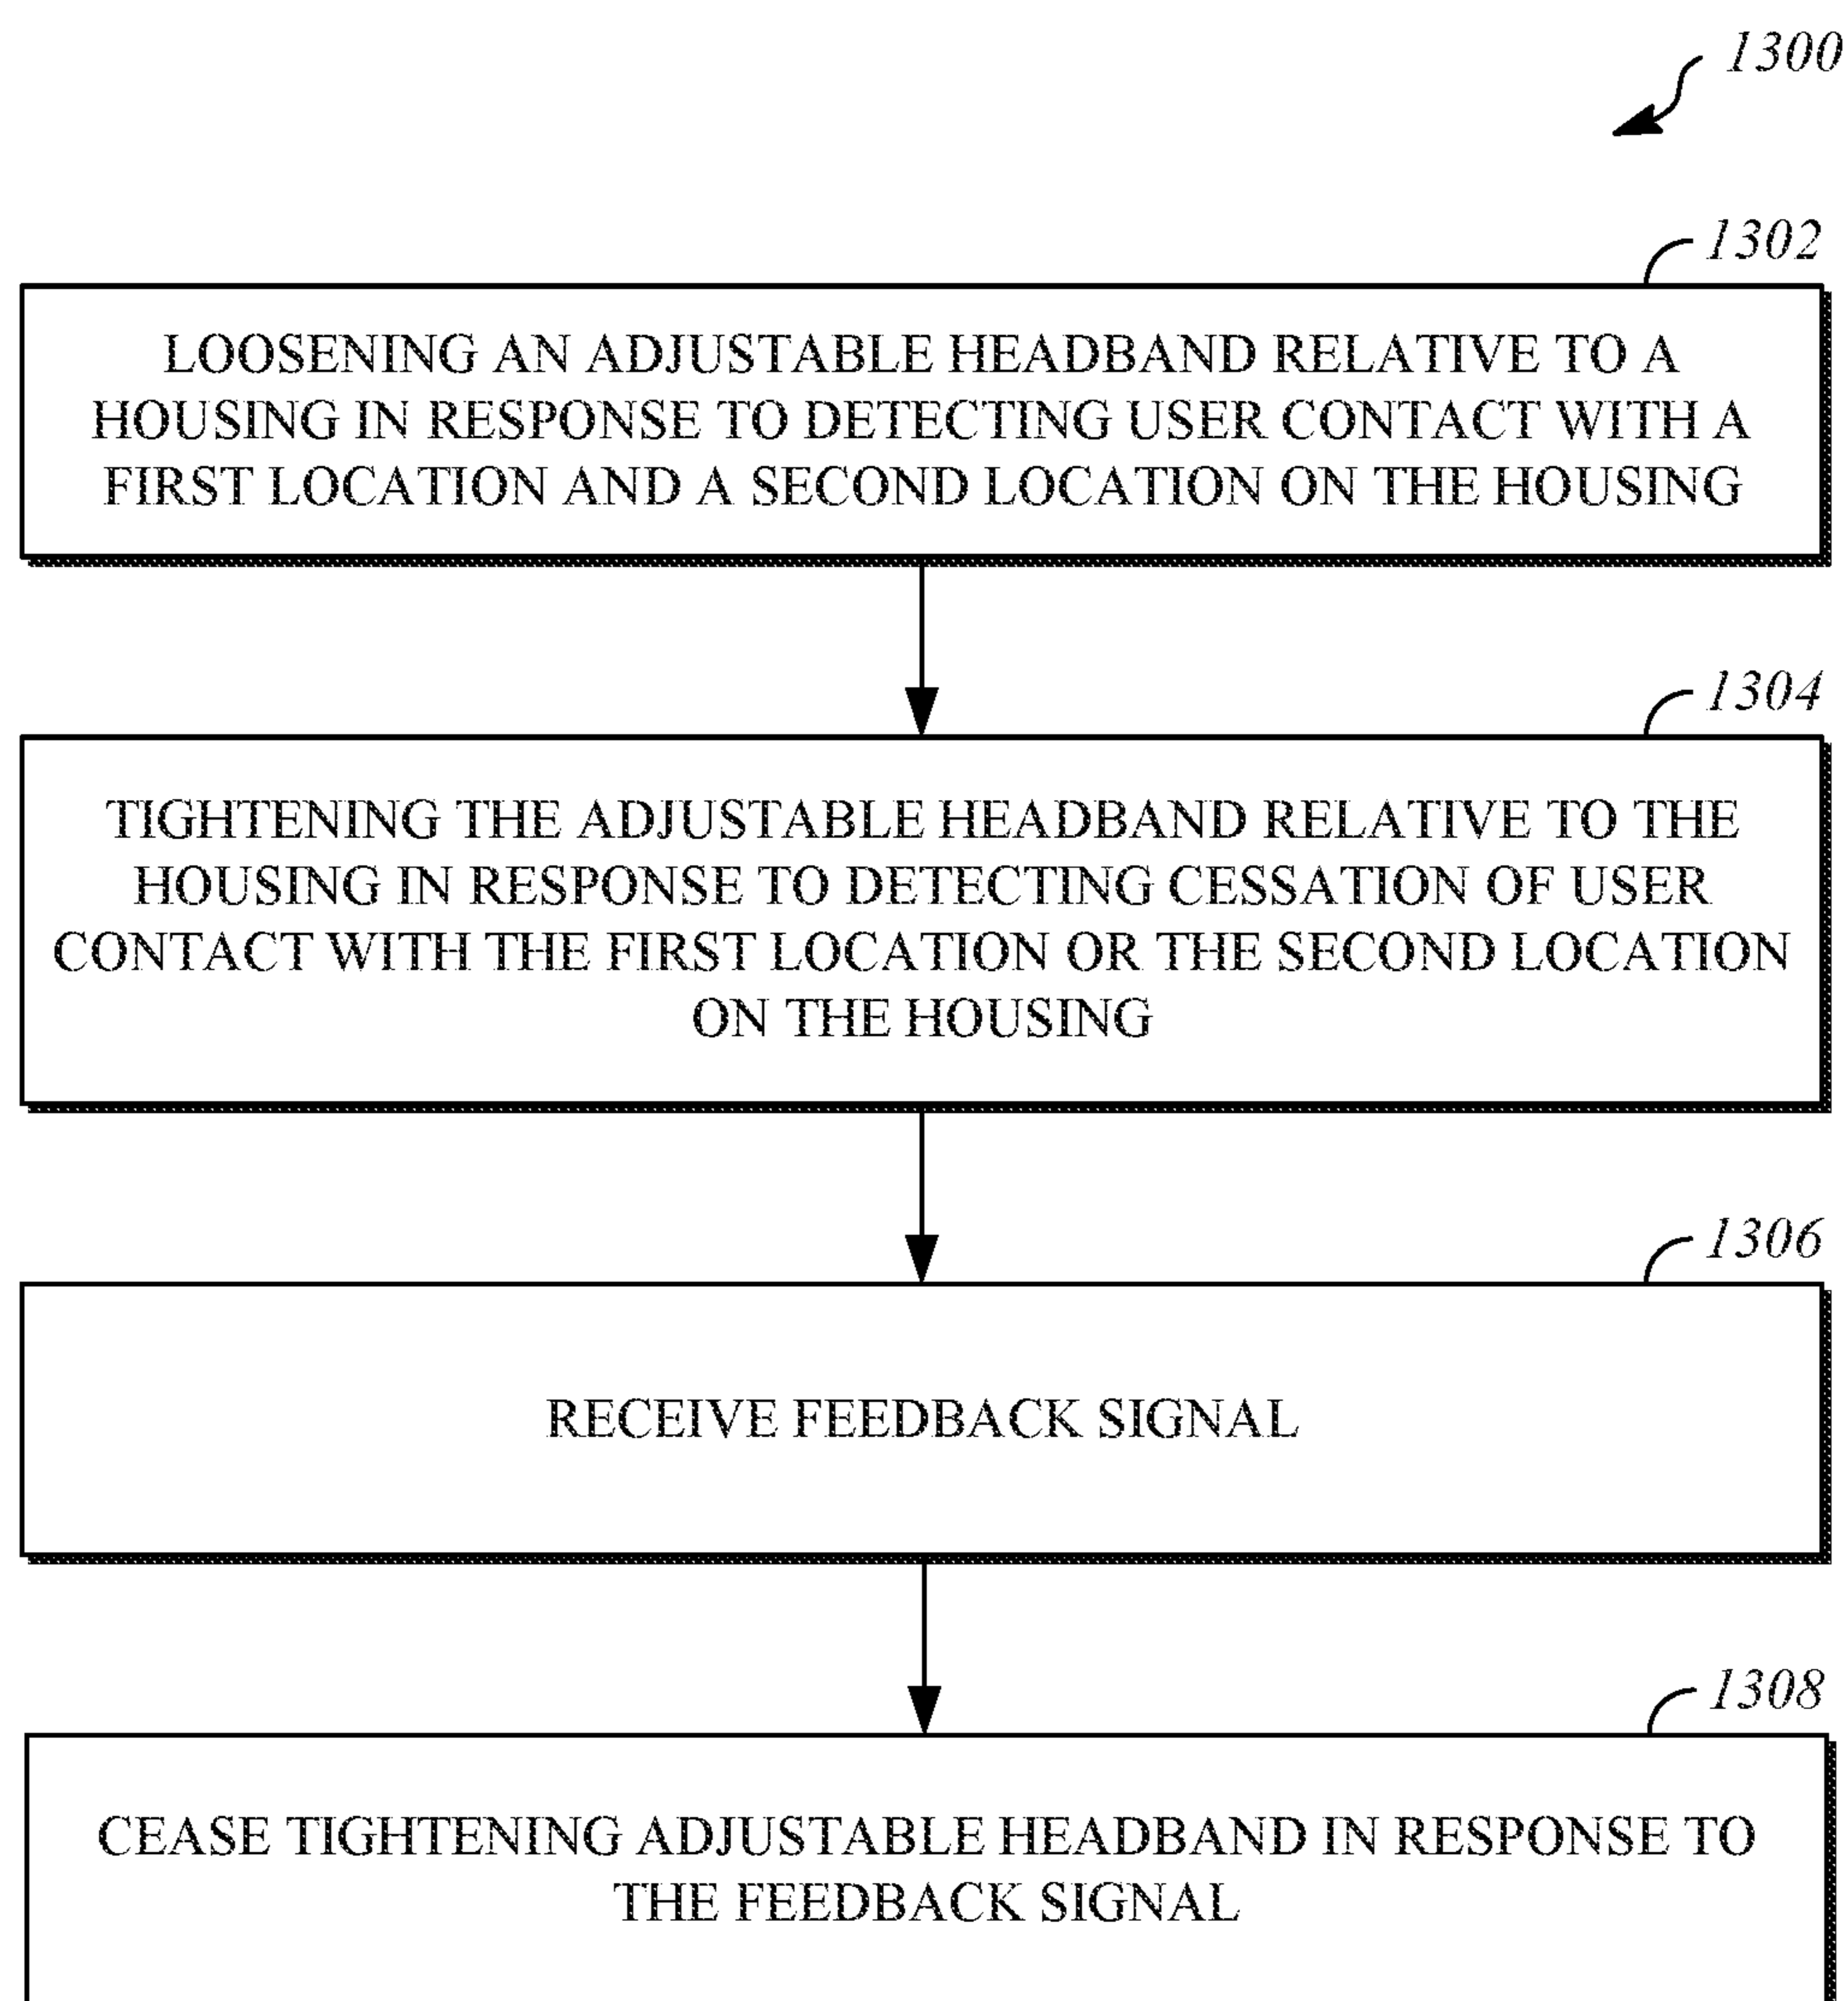 1300
1302
LOOSENING AN ADJUSTABLE HEADBAND RELATIVE TO A
HOUSING IN RESPONSE TO DETECTING USER CONTACT WITH A
FIRST LOCATION AND A SECOND LOCATION ON THE HOUSING
1304
TIGHTENING THE ADJUSTABLE HEADBAND RELATIVE TO THE
HOUSING IN RESPONSE TO DETECTING CESSATION OF USER
CONTACT WITH THE FIRST LOCATION OR THE SECOND LOCATION
ON THE HOUSING
1306
RECEIVE FEEDBACK SIGNAL
1308
CEASE TIGHTENING ADJUSTABLE HEADBAND IN RESPONSE TO
THE FEEDBACK SIGNAL